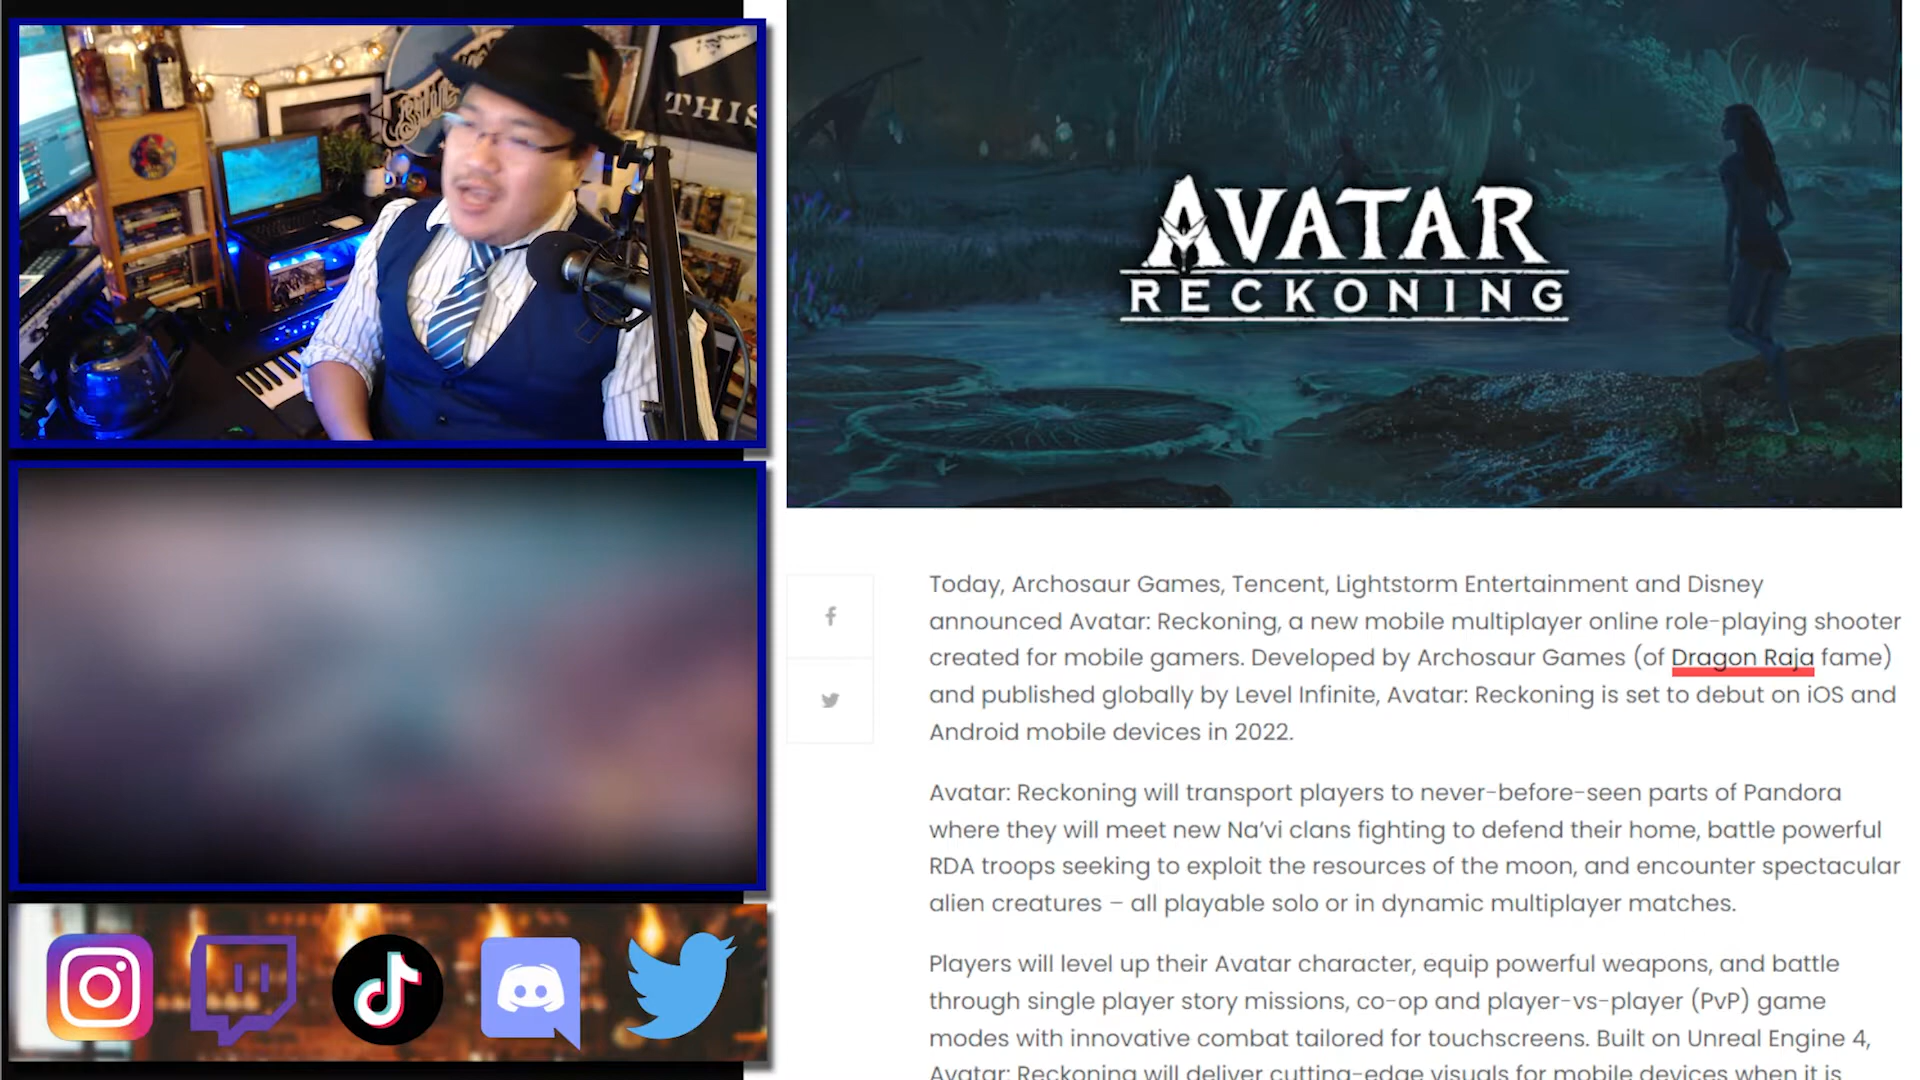 THIS
AVATAR
RECKONING
Today, Archosaur Games, Tencent, Lightstorm Entertainment and Disney
announced Avatar: Reckoning, a new mobile multiplayer online role-playing shooter
created for mobile gamers. Developed by Archosaur Games (of Dragon Raja fame)
and published globally by Level Infinite, Avatar: Reckoning is set to debut on iOS and
Android mobile devices in 2022.
Avatar: Reckoning will transport players to never-before-seen parts of Pandora
where they will meet new Na’vi clans fighting to defend their home, battle powerful
RDA troops seeking to exploit the resources of the moon, and encounter spectacular
alien creatures – all playable solo or in dynamic multiplayer matches.
Players will level up their Avatar character, equip powerful weapons, and battle
through single player story missions, co-op and player-vs-player (PvP) game
modes with innovative combat tailored for touchscreens. Built on Unreal Engine 4,
Avatar: Reckoning will deliver cutting-edge visuals for mobile devices when it is